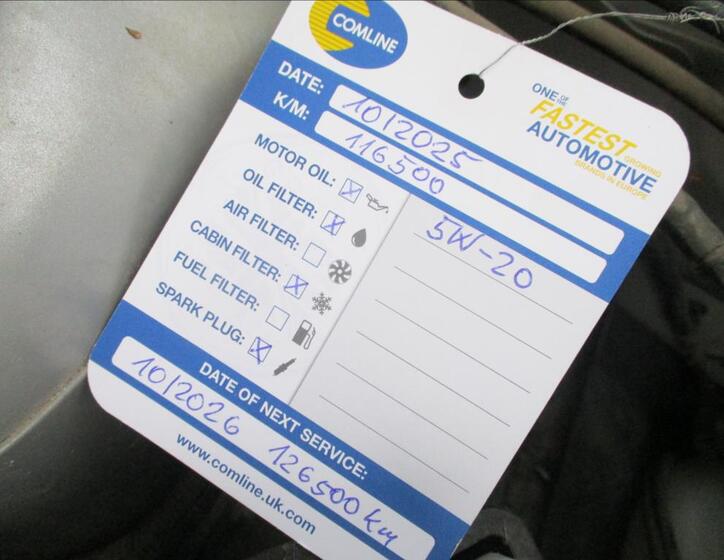 COMLINE
ONE OF THE
FASTEST GROWING
AUTOMOTIVE
BRANDS IN EUROPE
DATE: 10/2025
K/M: 116500
MOTOR OIL: X
OIL FILTER: X
AIR FILTER:
CABIN FILTER: X
FUEL FILTER:
SPARK PLUG: X
5W-20
DATE OF NEXT SERVICE:
10/2026 126500 km
www.comline.uk.com